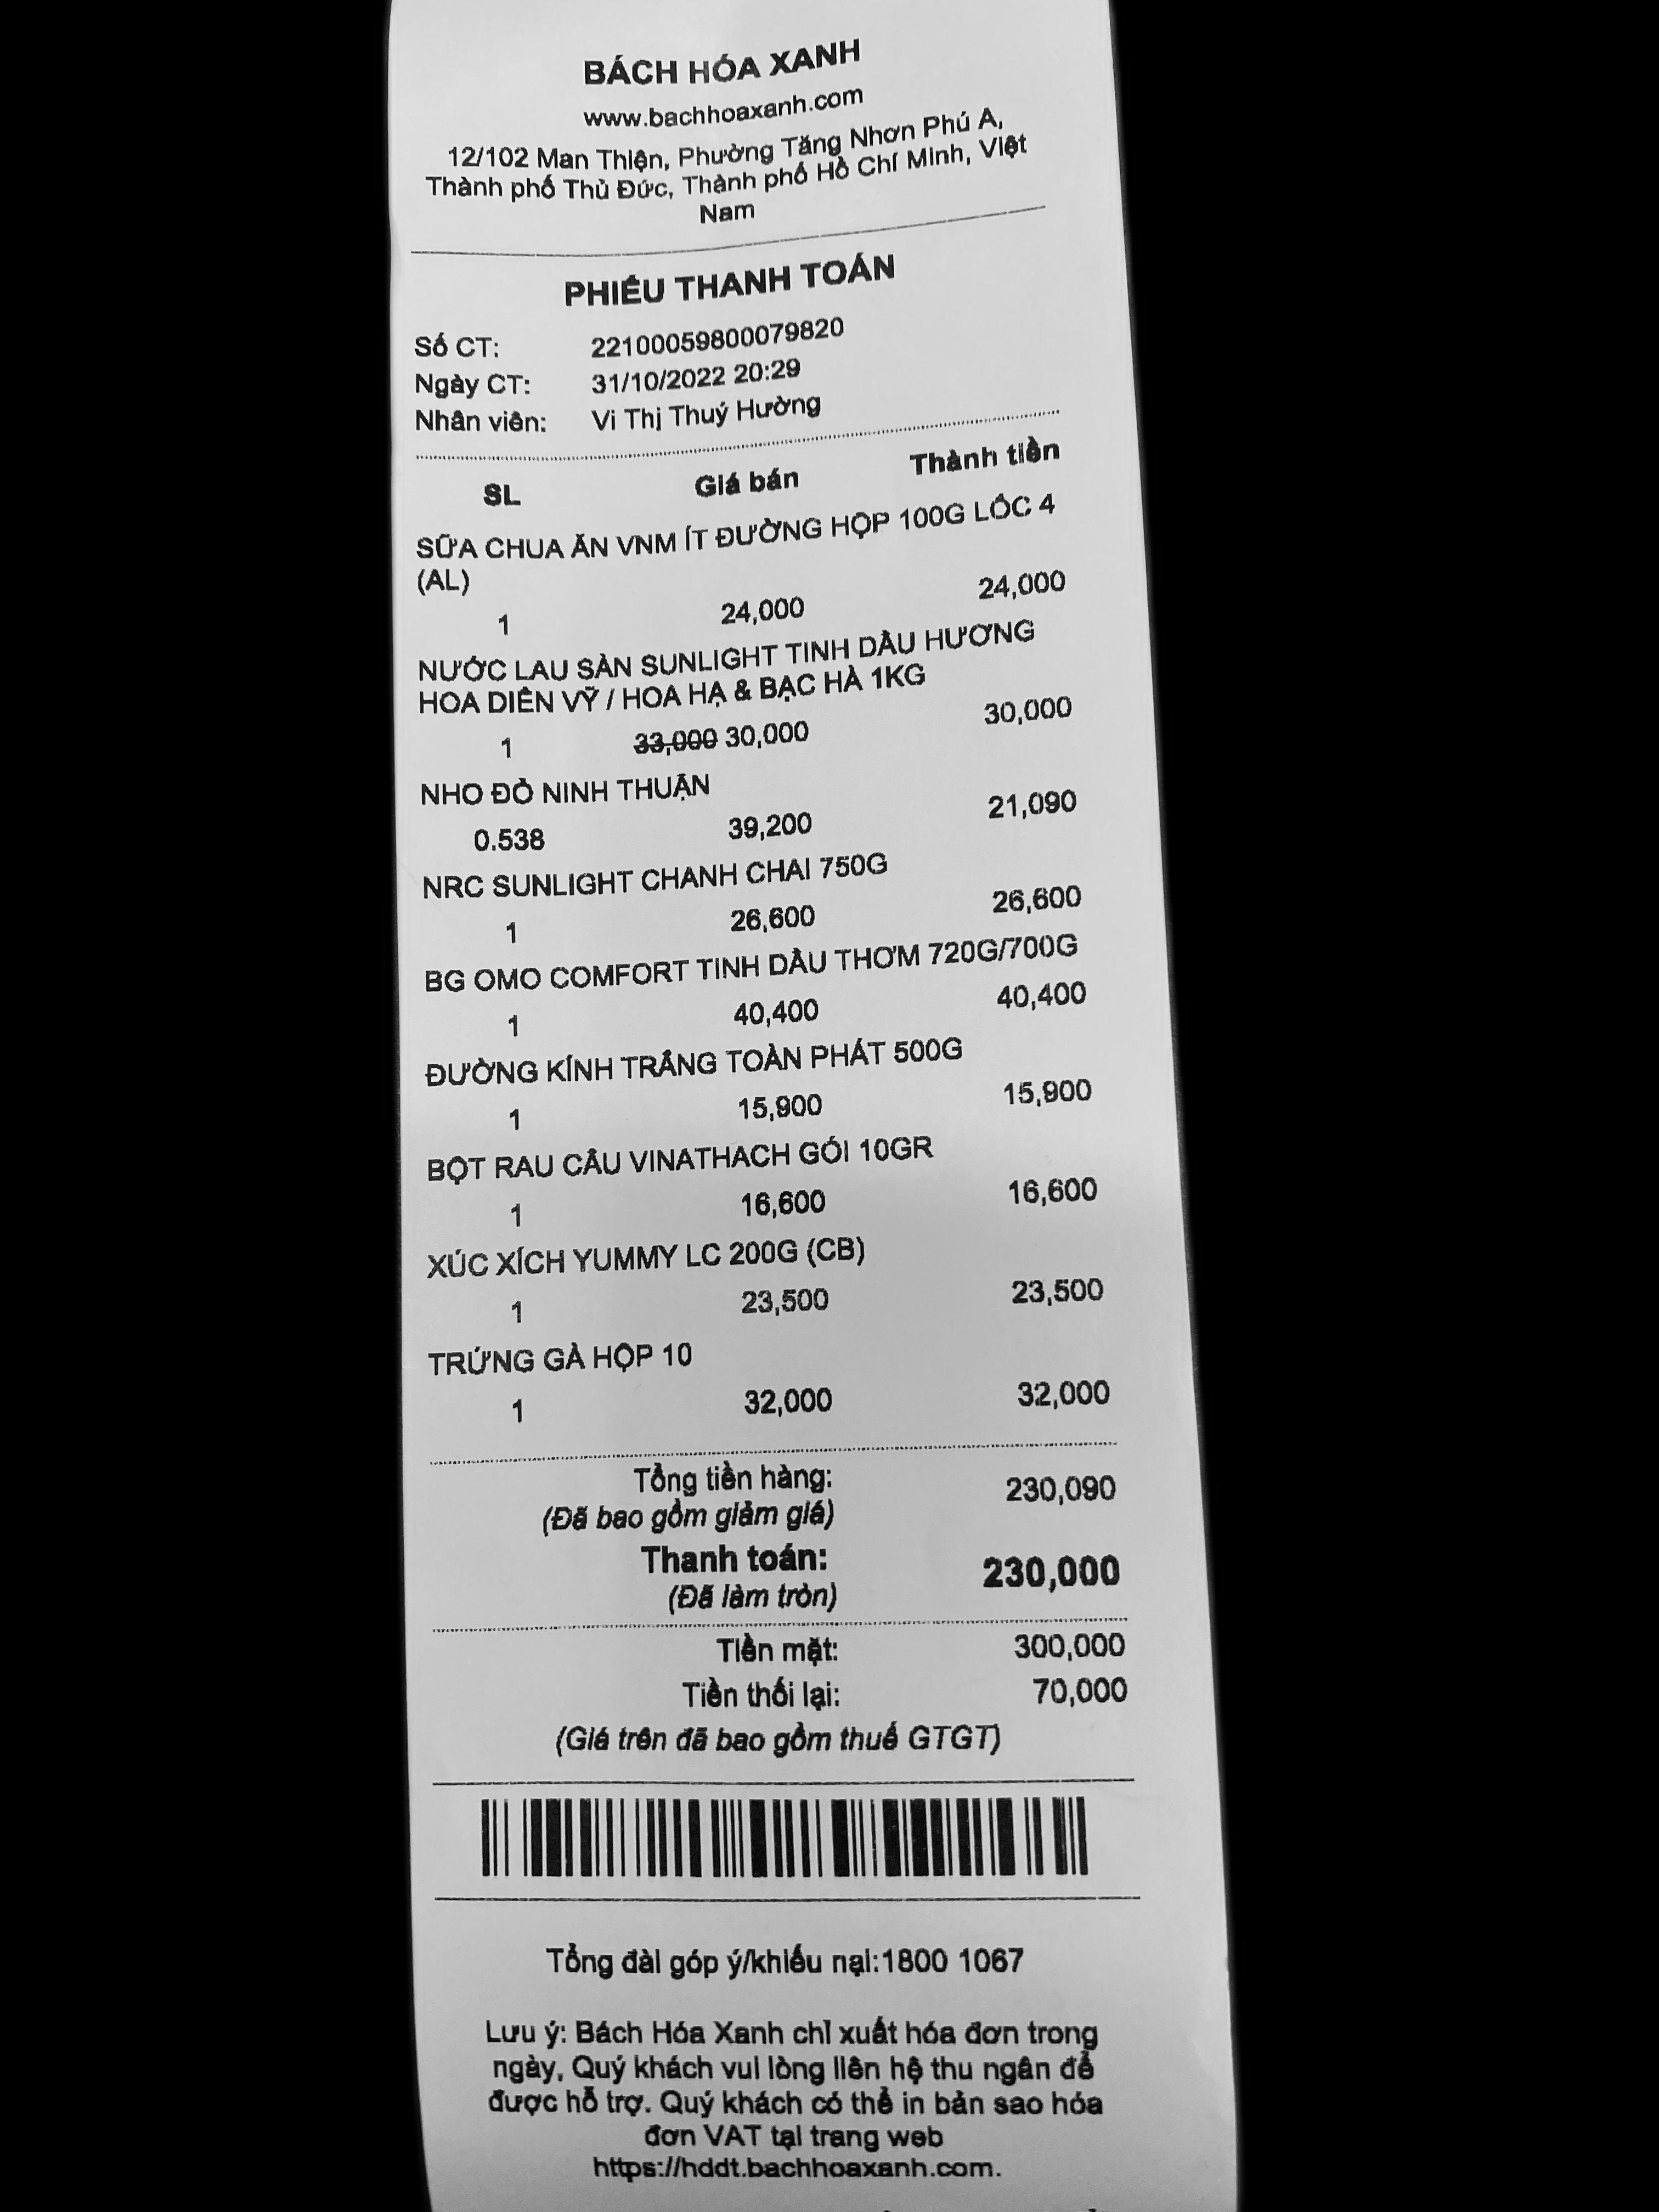 BÁCH HÓA XANH
www.bachhoaxanh.com
12/102 Man Thiện, Phường Tăng Nhơn Phú A,
Thành phố Thủ Đức, Thành phố Hồ Chí Minh, Việt
Nam
PHIẾU THANH TOÁN
Số CT: 22100059800079820
Ngày CT: 31/10/2022 20:29
Nhân viên: Vi Thị Thuý Hường
SL Giá bán Thành tiền
SỮA CHUA ĂN VNM ÍT ĐƯỜNG HỘP 100G LỐC 4
(AL)
1 24,000 24,000
NƯỚC LAU SÀN SUNLIGHT TINH DẦU HƯƠNG
HOA DIÊN VỸ / HOA HẠ & BẠC HÀ 1KG
1 33,000 30,000 30,000
NHO ĐỎ NINH THUẬN
0.538 39,200 21,090
NRC SUNLIGHT CHANH CHAI 750G
1 26,600 26,600
BG OMO COMFORT TINH DẦU THƠM 720G/700G
1 40,400 40,400
ĐƯỜNG KÍNH TRẮNG TOÀN PHÁT 500G
1 15,900 15,900
BỘT RAU CÂU VINATHACH GÓI 10GR
1 16,600 16,600
XÚC XÍCH YUMMY LC 200G (CB)
1 23,500 23,500
TRỨNG GÀ HỘP 10
1 32,000 32,000
Tổng tiền hàng: 230,090
(Đã bao gồm giảm giá)
Thanh toán: 230,000
(Đã làm tròn)
Tiền mặt: 300,000
Tiền thối lại: 70,000
(Giá trên đã bao gồm thuế GTGT)
Tổng đài góp ý/khiếu nại:1800 1067
Lưu ý: Bách Hóa Xanh chỉ xuất hóa đơn trong
ngày, Quý khách vui lòng liên hệ thu ngân để
được hỗ trợ. Quý khách có thể in bản sao hóa
đơn VAT tại trang web
https://hddt.bachhoaxanh.com.